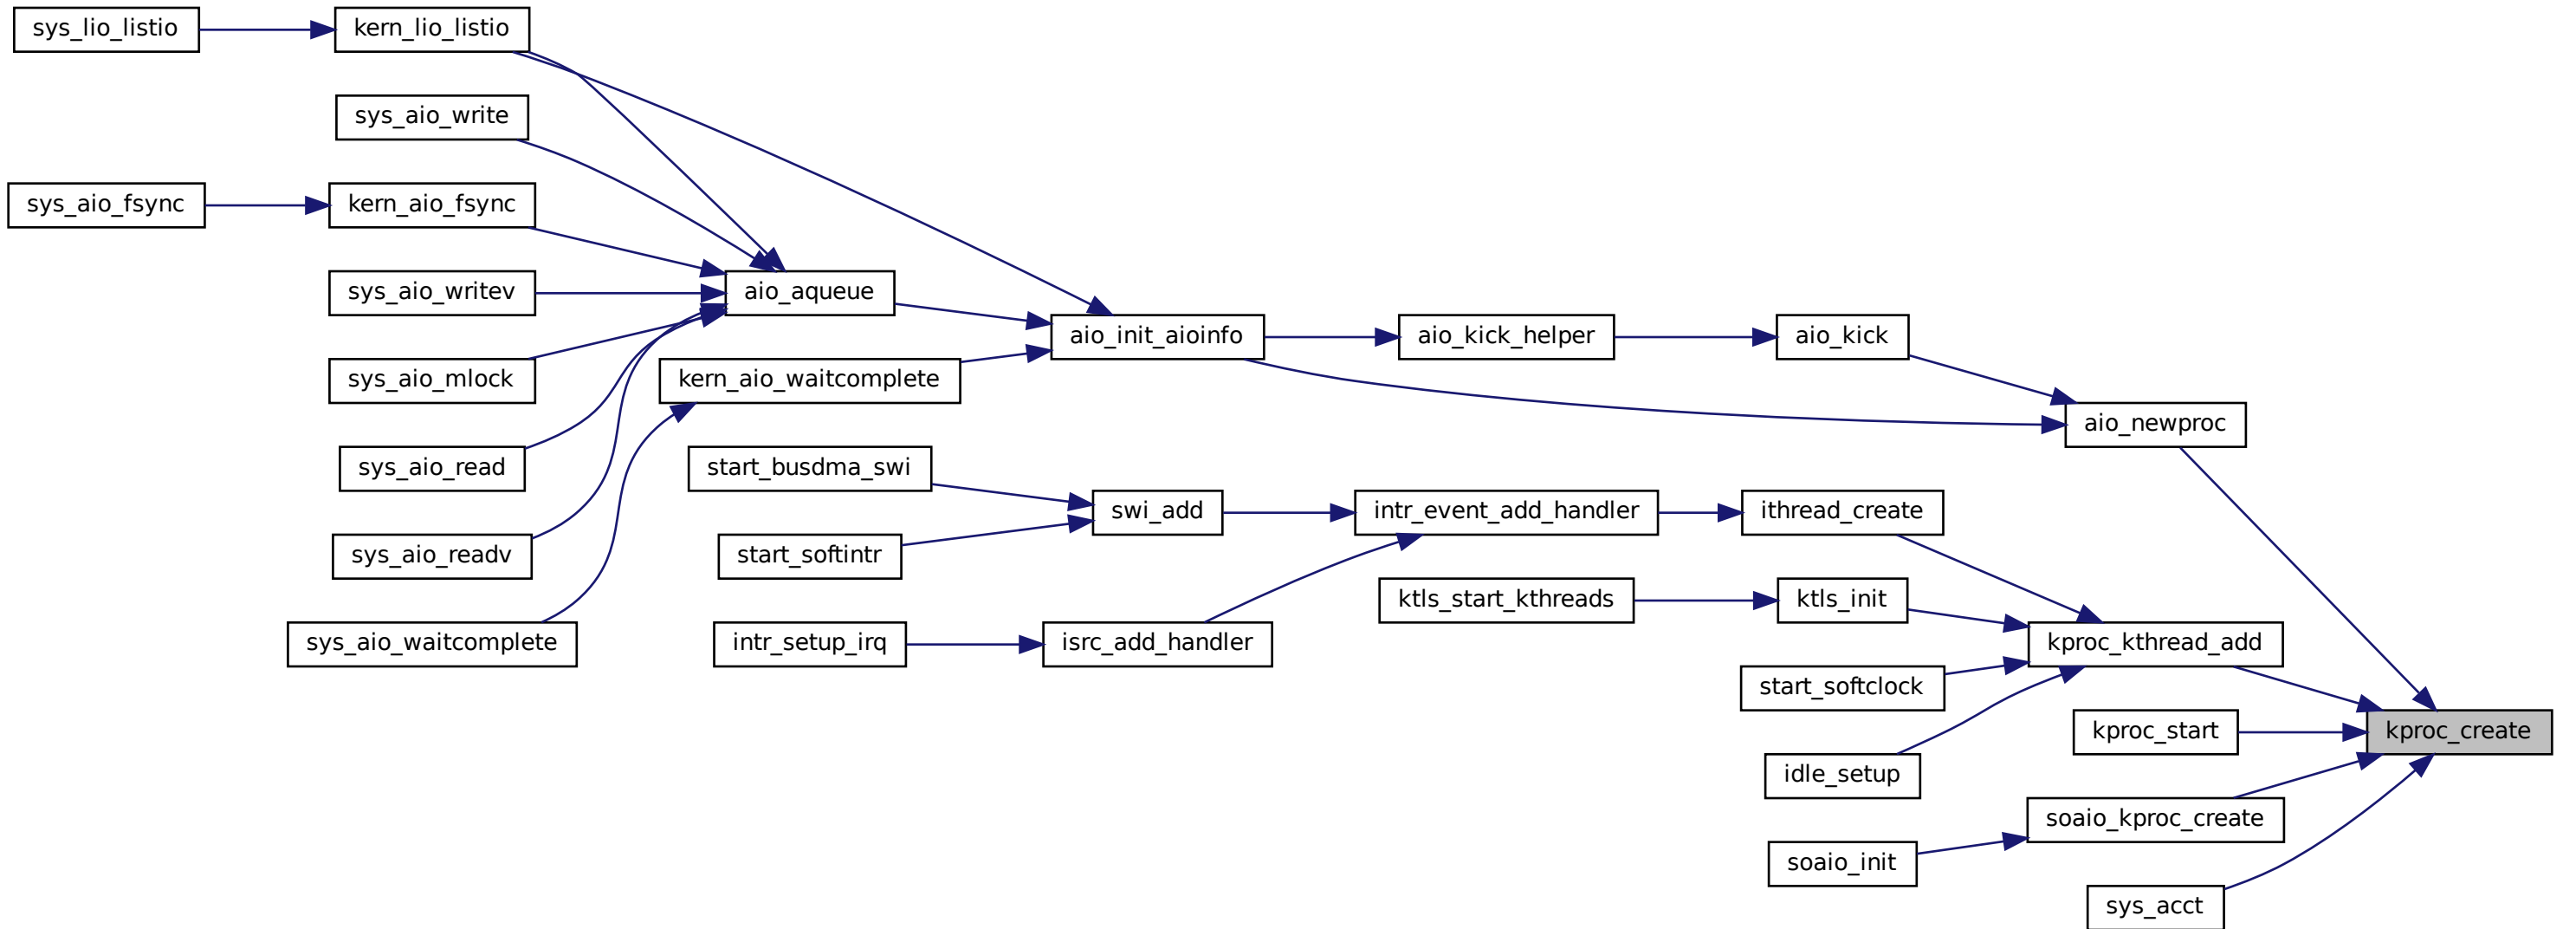 sys_lio_listio
kern_lio_listio
sys_aio_write
sys_aio_fsync
kern_aio_fsync
sys_aio_writev
aio_aqueue
aio_init_aioinfo
aio_kick_helper
aio_kick
sys_aio_mlock
kern_aio_waitcomplete
aio_newproc
sys_aio_read
start_busdma_swi
swi_add
intr_event_add_handler
ithread_create
sys_aio_readv
start_softintr
ktls_start_kthreads
ktls_init
sys_aio_waitcomplete
intr_setup_irq
isrc_add_handler
kproc_kthread_add
start_softclock
kproc_start
kproc_create
idle_setup
soaio_kproc_create
soaio_init
sys_acct